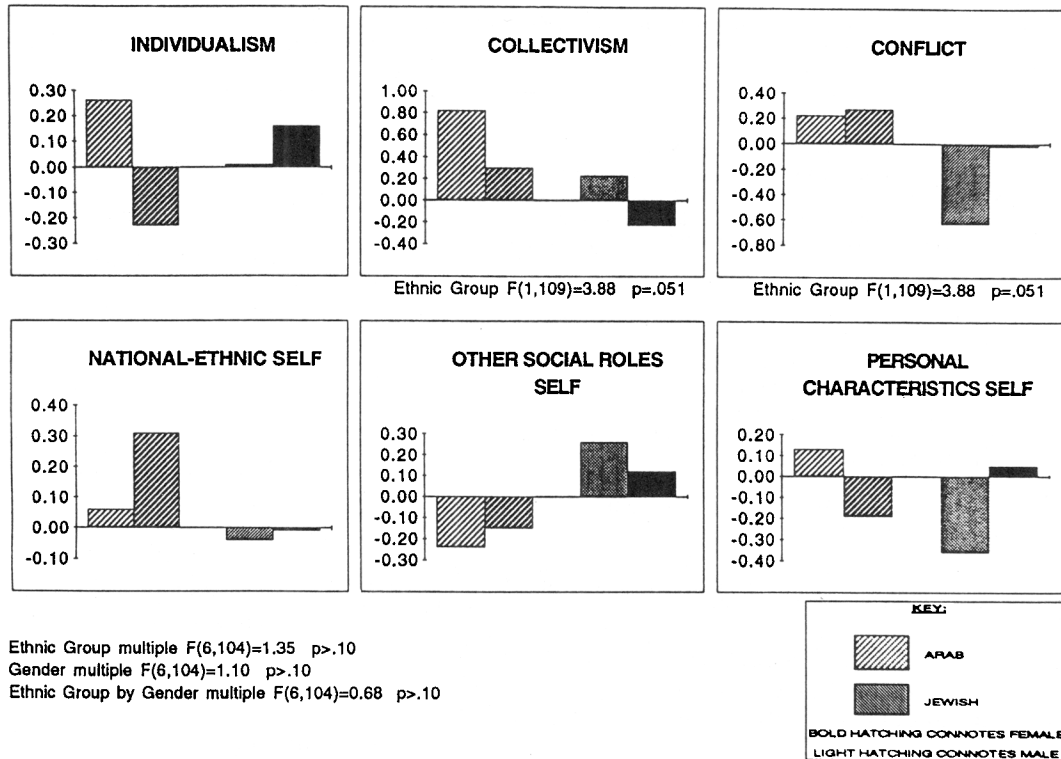 INDIVIDUALISM
0.30
0.20
0.10
0.00
-0.10
-0.20
-0.30
COLLECTIVISM
1.00
0.80
0.60
0.40
0.20
0.00
-0.20
-0.40
CONFLICT
0.40
0.20
0.00
-0.20
-0.40
-0.60
-0.80
Ethnic Group F(1,109)=3.88 p=.051
Ethnic Group F(1,109)=3.88 p=.051
NATIONAL-ETHNIC SELF
0.40
0.30
0.20
0.10
0.00
-0.10
OTHER SOCIAL ROLES
SELF
0.30
0.20
0.10
0.00
-0.10
-0.20
-0.30
PERSONAL
CHARACTERISTICS SELF
0.20
0.10
0.00
-0.10
-0.20
-0.30
-0.40
Ethnic Group multiple F(6,104)=1.35 p>.10
Gender multiple F(6,104)=1.10 p>.10
Ethnic Group by Gender multiple F(6,104)=0.68 p>.10
KEY:
ARAB
JEWISH
BOLD HATCHING CONNOTES FEMALE
LIGHT HATCHING CONNOTES MALE